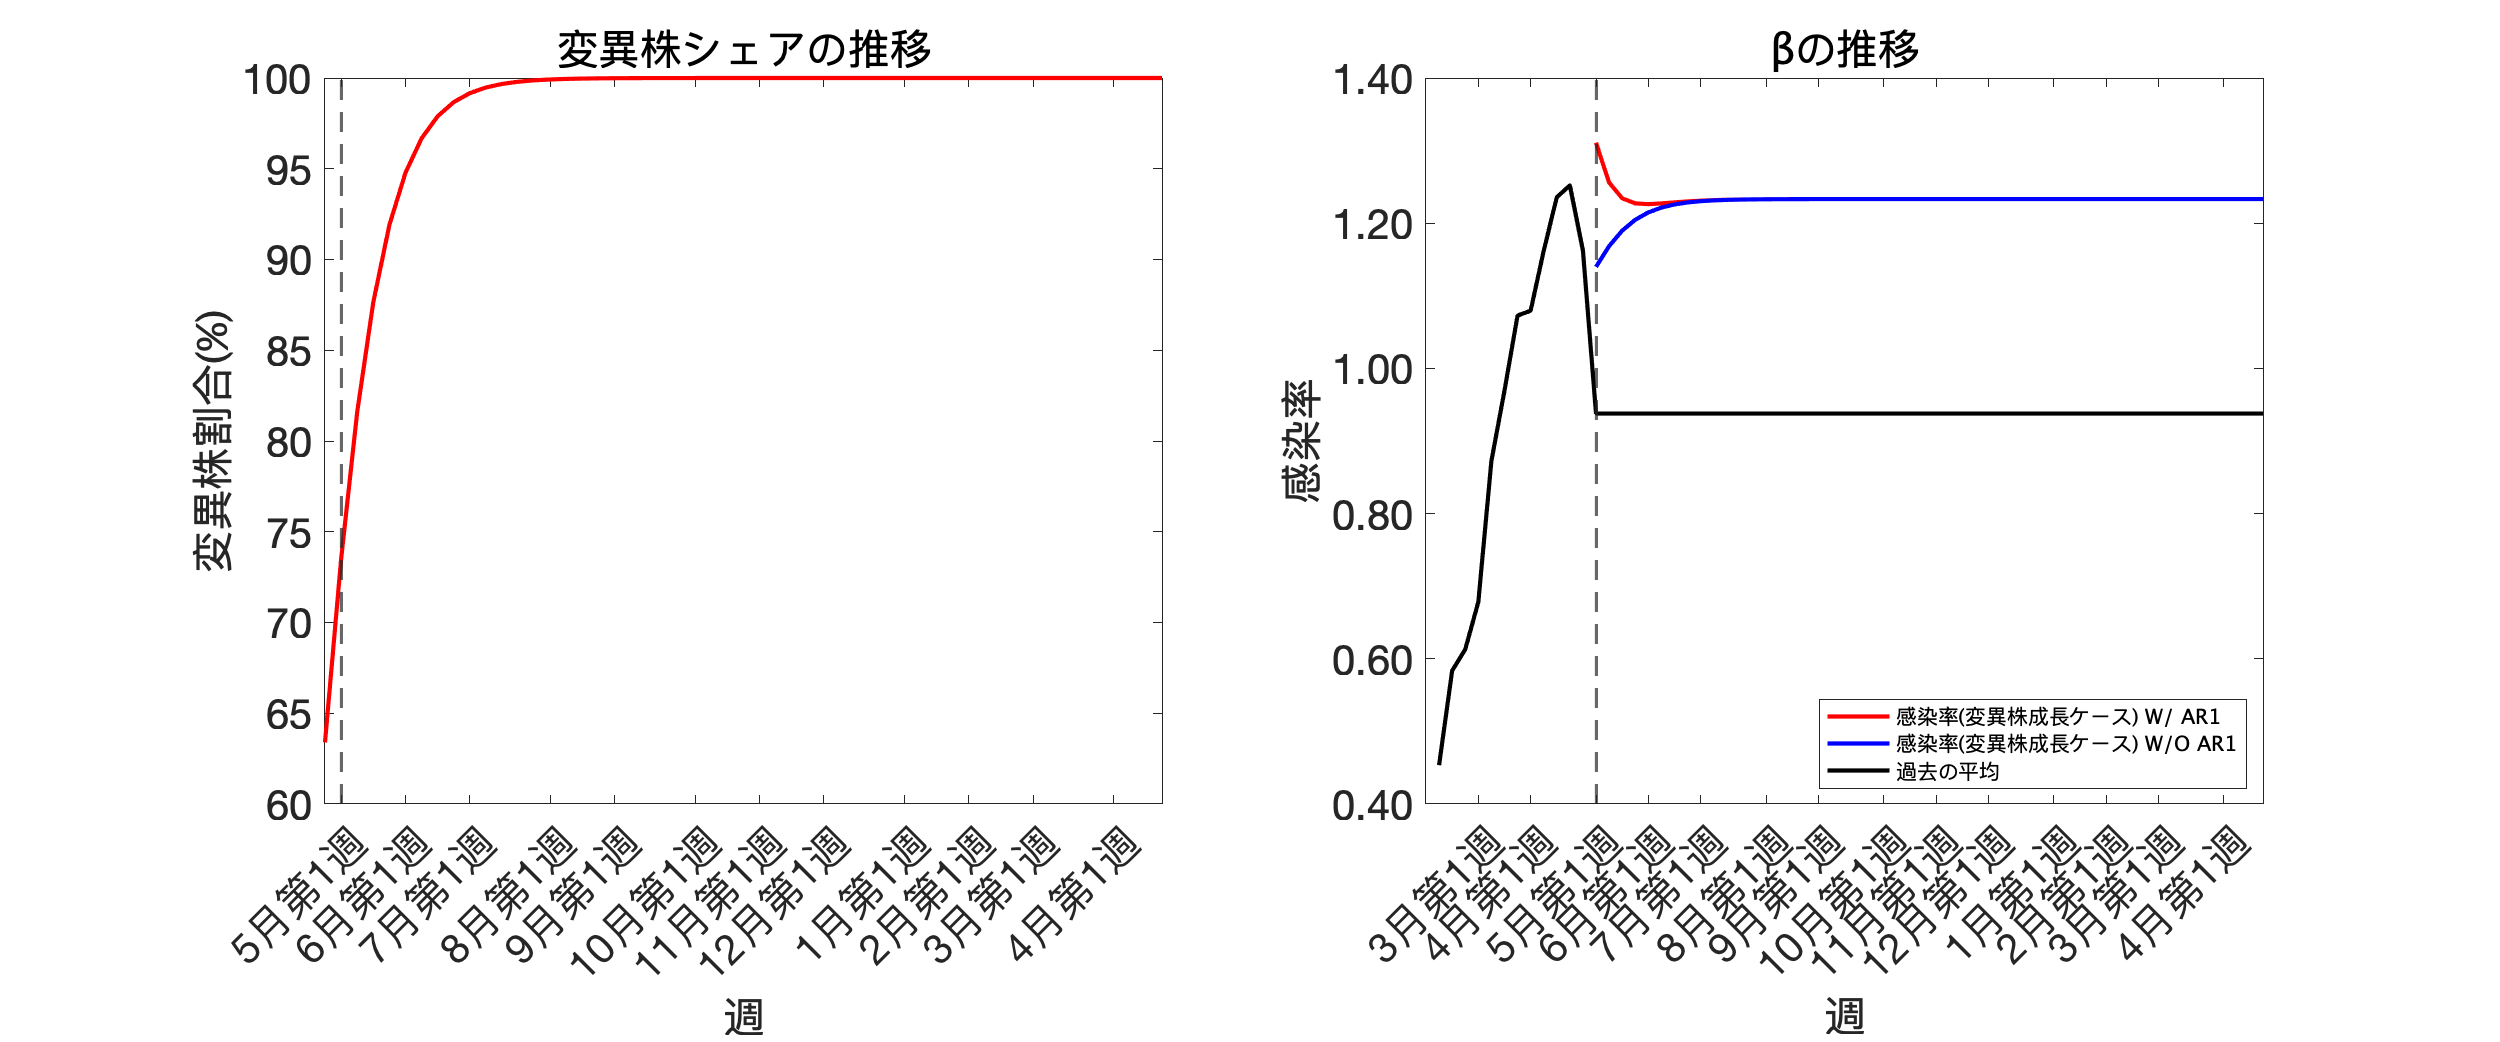 変異株シェアの推移
変異株割合(%)
100
95
90
85
80
75
70
65
60
5月第1週
6月第1週
7月第1週
8月第1週
9月第1週
10月第1週
11月第1週
12月第1週
1月第1週
2月第1週
3月第1週
4月第1週
週
βの推移
感染率
1.40
1.20
1.00
0.80
0.60
0.40
感染率(変異株成長ケース) W/ AR1
感染率(変異株成長ケース) W/O AR1
過去の平均
3月第1週
4月第1週
5月第1週
6月第1週
7月第1週
8月第1週
9月第1週
10月第1週
11月第1週
12月第1週
1月第1週
2月第1週
3月第1週
4月第1週
週